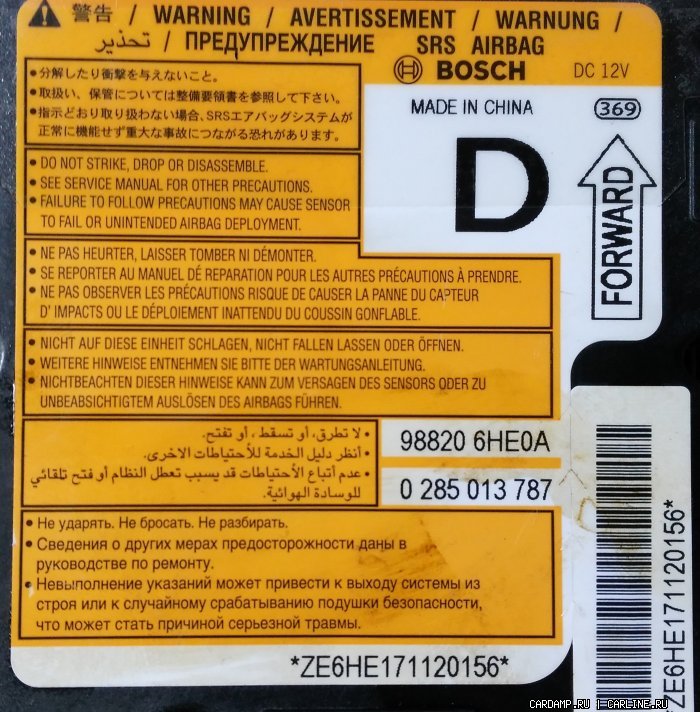 警告 / WARNING / AVERTISSEMENT / WARNUNG /
تحذير / ПРЕДУПРЕЖДЕНИЕ SRS AIRBAG
BOSCH DC 12V
MADE IN CHINA 369
D
FORWARD
•分解したり衝撃を与えないこと。
•取扱い、保管については整備要領書を参照して下さい。
•指示どおり取り扱わない場合、SRSエアバッグシステムが
正常に機能せず重大な事故につながる恐れがあります。
• DO NOT STRIKE, DROP OR DISASSEMBLE.
• SEE SERVICE MANUAL FOR OTHER PRECAUTIONS.
• FAILURE TO FOLLOW PRECAUTIONS MAY CAUSE SENSOR
TO FAIL OR UNINTENDED AIRBAG DEPLOYMENT.
• NE PAS HEURTER, LAISSER TOMBER NI DÉMONTER.
• SE REPORTER AU MANUEL DÉ REPARATION POUR LES AUTRES PRÉCAUTIONS À PRENDRE.
• NE PAS OBSERVER LES PRÉCAUTIONS RISQUE DE CAUSER LA PANNE DU CAPTEUR
D' IMPACTS OU LE DÉPLOIEMENT INATTENDU DU COUSSIN GONFLABLE.
• NICHT AUF DIESE EINHEIT SCHLAGEN, NICHT FALLEN LASSEN ODER ÖFFNEN.
• WEITERE HINWEISE ENTNEHMEN SIE BITTE DER WARTUNGSANLEITUNG.
• NICHTBEACHTEN DIESER HINWEISE KANN ZUM VERSAGEN DES SENSORS ODER ZU
UNBEABSICHTIGTEM AUSLÖSEN DES AIRBAGS FÜHREN.
• لا تطرق، أو تسقط ، أو تفتح.
• أنظر دليل الخدمة للأحتياطات الاخرى.
• عدم أتباع الأحتياطات قد يسبب تعطل النظام أو فتح تلقائي
للوسادة الهوائية.
98820 6HE0A
0 285 013 787
• Не ударять. Не бросать. Не разбирать.
• Сведения о других мерах предосторожности даны в
руководстве по ремонту.
• Невыполнение указаний может привести к выходу системы из
строя или к случайному срабатыванию подушки безопасности,
что может стать причиной серьезной травмы.
*ZE6HE171120156*
*ZE6HE171120156*
CARDAMP.RU | CARLINE.RU